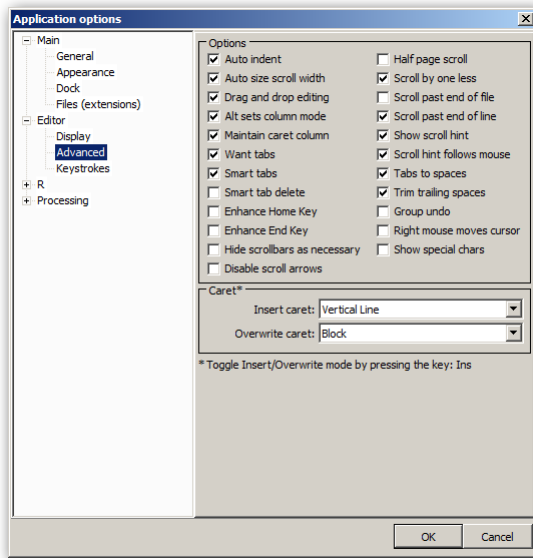 Application options
Main
General
Appearance
Dock
Files (extensions)
Editor
Display
Advanced
Keystrokes
R
Processing
Options
Auto indent
Auto size scroll width
Drag and drop editing
Alt sets column mode
Maintain caret column
Want tabs
Smart tabs
Smart tab delete
Enhance Home Key
Enhance End Key
Hide scrollbars as necessary
Disable scroll arrows
Half page scroll
Scroll by one less
Scroll past end of file
Scroll past end of line
Show scroll hint
Scroll hint follows mouse
Tabs to spaces
Trim trailing spaces
Group undo
Right mouse moves cursor
Show special chars
Caret*
Insert caret: Vertical Line
Overwrite caret: Block
* Toggle Insert/Overwrite mode by pressing the key: Ins
OK Cancel